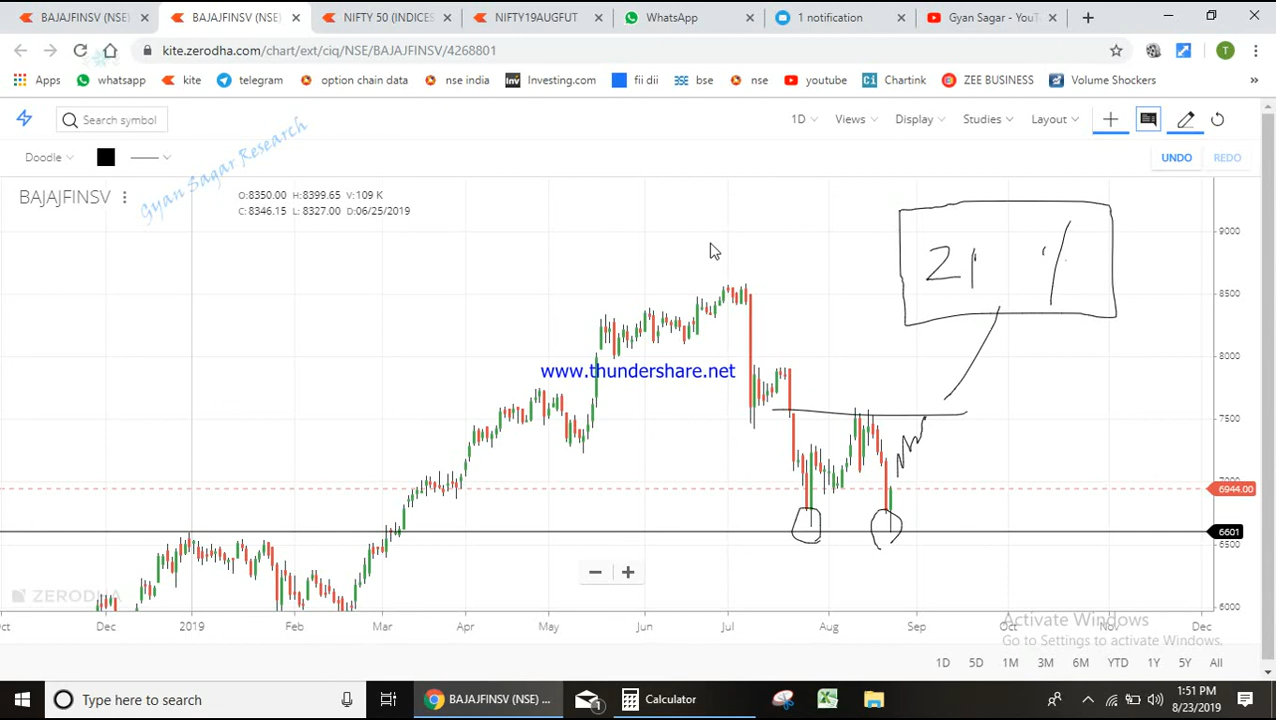 BAJAJFINSV (NSE)
BAJAJFINSV (NSE)
NIFTY 50 (INDICES
NIFTY19AUGFUT
WhatsApp
1 notification
Gyan Sagar - YouT
kite.zerodha.com/chart/ext/ciq/NSE/BAJAJFINSV/4268801
T
Apps
whatsapp
kite
telegram
option chain data
nse india
Inv
Investing.com
fii dii
bse
nse
youtube
Ci
Chartink
ZEE BUSINESS
Volume Shockers
»
Search symbol
1D
Views
Display
Studies
Layout
Doodle
UNDO
REDO
Gyan Sagar Research
BAJAJFINSV
O:8350.00 H:8399.65 V:109 K
C:8346.15 L: 8327.00 D:06/25/2019
21 %
www.thundershare.net
9000
8500
8000
7500
7000
6944.00
6601
6500
6000
ZERODHA
ct
Dec
2019
Feb
Mar
Apr
May
Jun
Jul
Aug
Sep
Oct
Nov
Dec
Activate Windows
Go to Settings to activate Windows.
1D
5D
1M
3M
6M
YTD
1Y
5Y
All
Type here to search
BAJAJFINSV (NSE) ...
1
Calculator
1:51 PM
8/23/2019